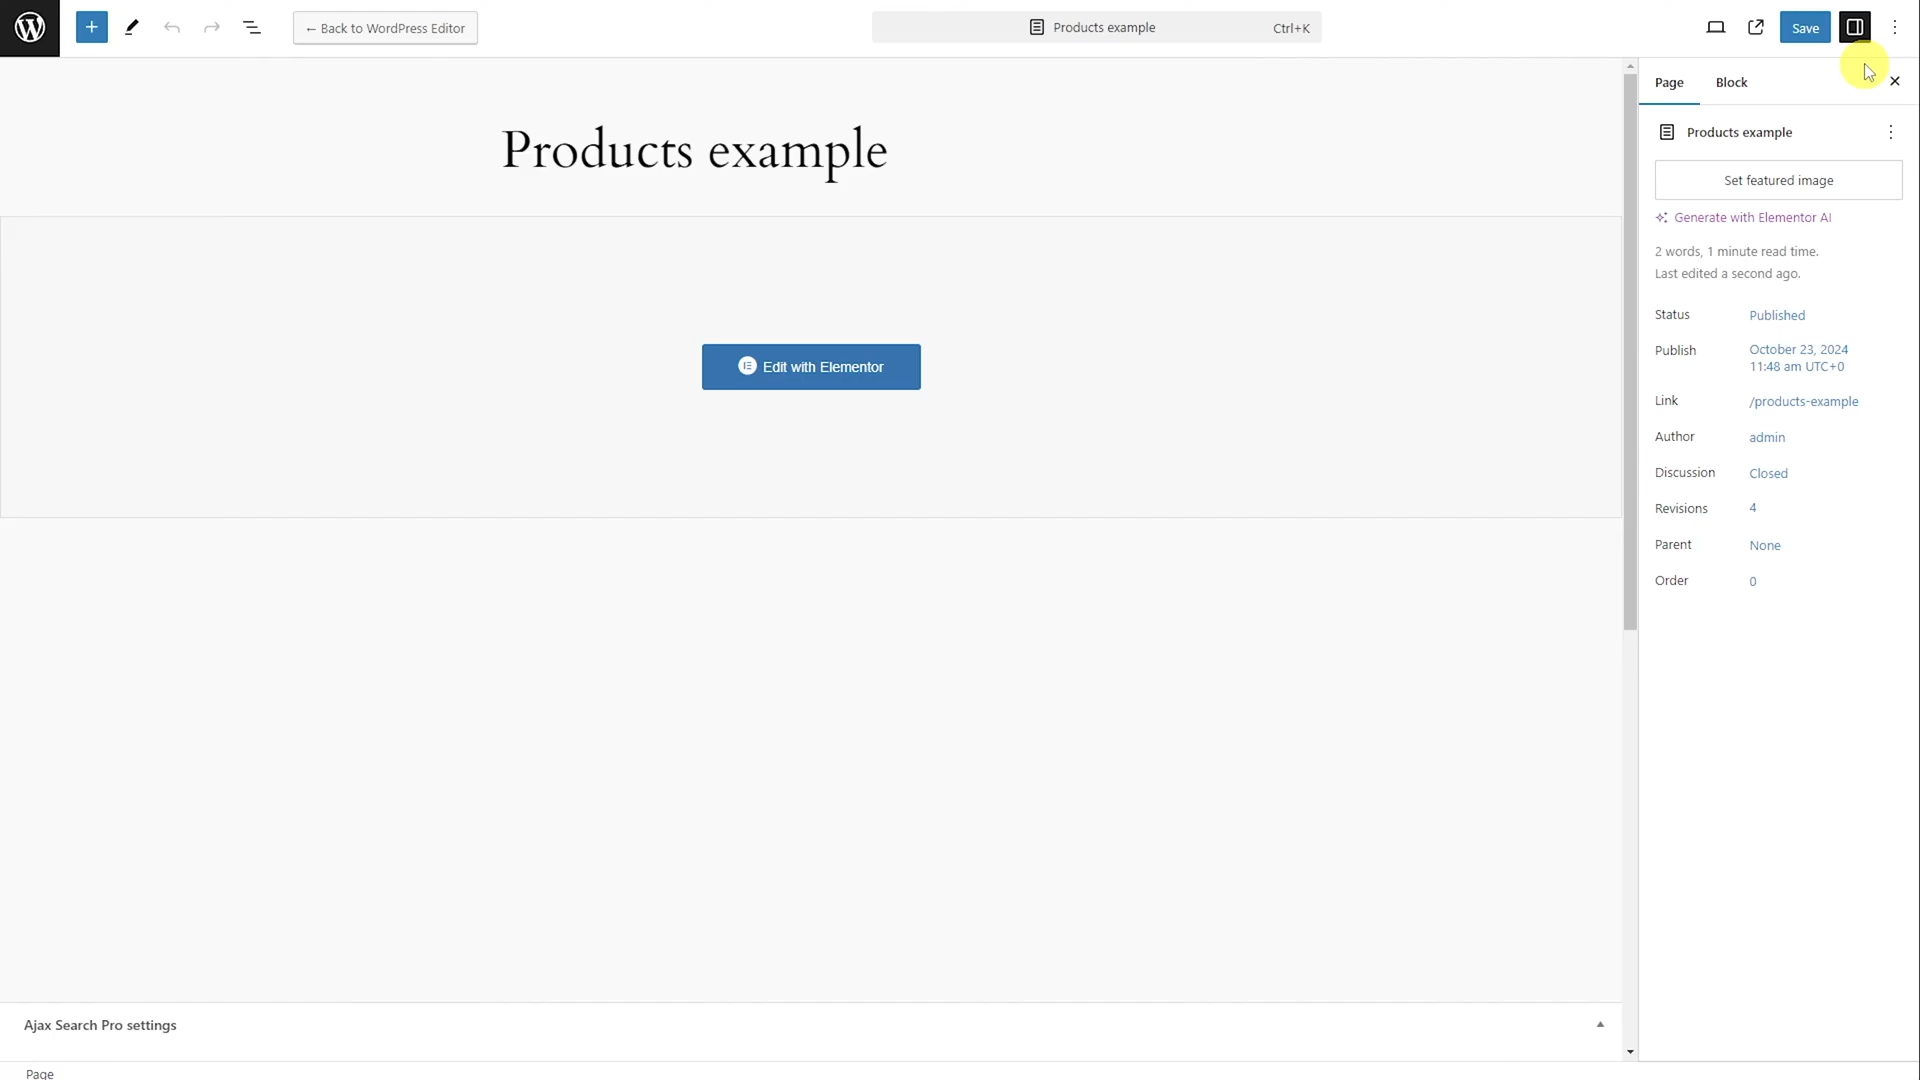 ← Back to WordPress Editor
Products example
Ctrl+K
Save
Page
Block
Products example
Products example
Set featured image
Generate with Elementor AI
2 words, 1 minute read time.
Last edited a second ago.
Edit with Elementor
Status
Published
Publish
October 23, 2024
11:48 am UTC+0
Link
/products-example
Author
admin
Discussion
Closed
Revisions
4
Parent
None
Order
0
Ajax Search Pro settings
Page